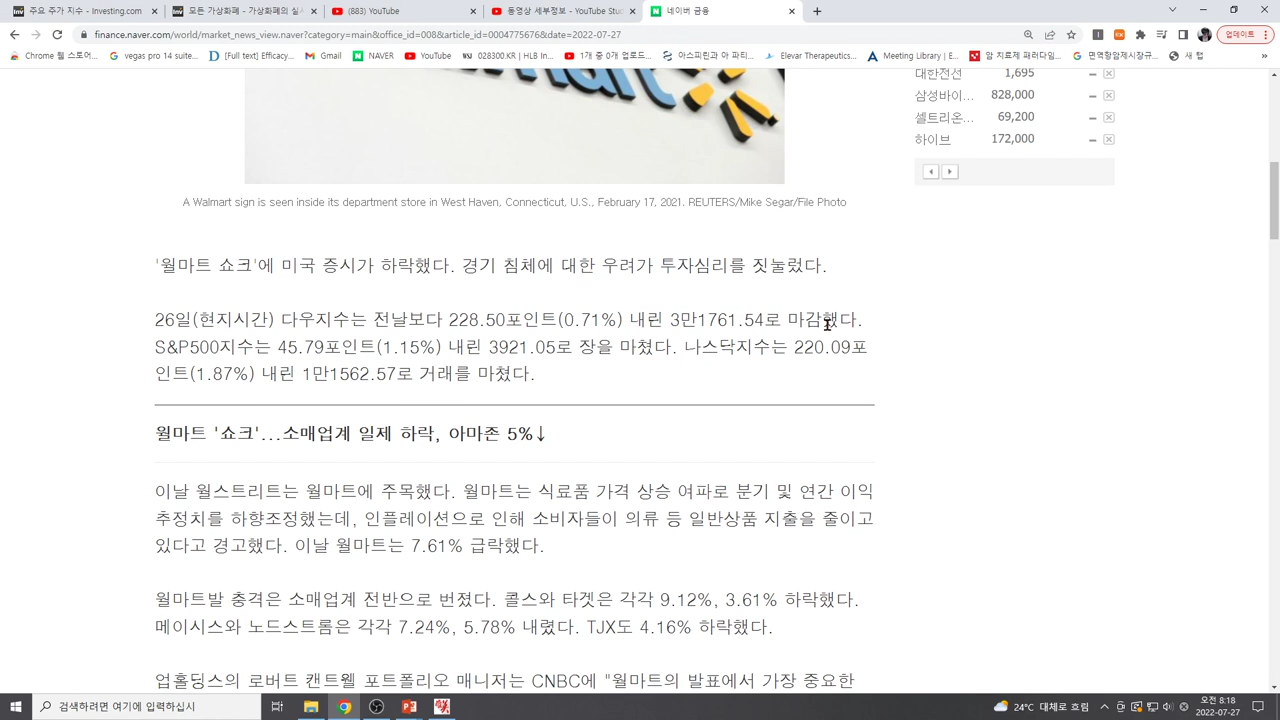 주요 주가 지수 - Investing.com
모든 가상화폐 - 가상화폐의 실시
(883) YouTube
동영상 세부정보 - YouTube Stu
네이버 금융
finance.naver.com/world/market_news_view.naver?category=main&office_id=008&article_id=0004775676&date=2022-07-27
업데이트
Chrome 웹 스토어...
vegas pro 14 suite...
[Full text] Efficacy...
Gmail
NAVER
YouTube
028300.KR | HLB In...
1개 중 0개 업로드...
아스피린과 아 파티...
Elevar Therapeutics...
Meeting Library |...
암 치료제 패러다임...
면역항암제시장규...
새 탭
대한전선 1,695
삼성바이... 828,000
셀트리온... 69,200
하이브 172,000
A Walmart sign is seen inside its department store in West Haven, Connecticut, U.S., February 17, 2021. REUTERS/Mike Segar/File Photo
'월마트 쇼크'에 미국 증시가 하락했다. 경기 침체에 대한 우려가 투자심리를 짓눌렀다.
26일(현지시간) 다우지수는 전날보다 228.50포인트(0.71%) 내린 3만1761.54로 마감했다.
S&P500지수는 45.79포인트(1.15%) 내린 3921.05로 장을 마쳤다. 나스닥지수는 220.09포
인트(1.87%) 내린 1만1562.57로 거래를 마쳤다.
월마트 '쇼크'...소매업계 일제 하락, 아마존 5%↓
이날 월스트리트는 월마트에 주목했다. 월마트는 식료품 가격 상승 여파로 분기 및 연간 이익
추정치를 하향조정했는데, 인플레이션으로 인해 소비자들이 의류 등 일반상품 지출을 줄이고
있다고 경고했다. 이날 월마트는 7.61% 급락했다.
월마트발 충격은 소매업계 전반으로 번졌다. 콜스와 타겟은 각각 9.12%, 3.61% 하락했다.
메이시스와 노드스트롬은 각각 7.24%, 5.78% 내렸다. TJX도 4.16% 하락했다.
업홀딩스의 로버트 캔트웰 포트폴리오 매니저는 CNBC에 "월마트의 발표에서 가장 중요한
검색하려면 여기에 입력하십시
24°C 대체로 흐림
오전 8:18
2022-07-27